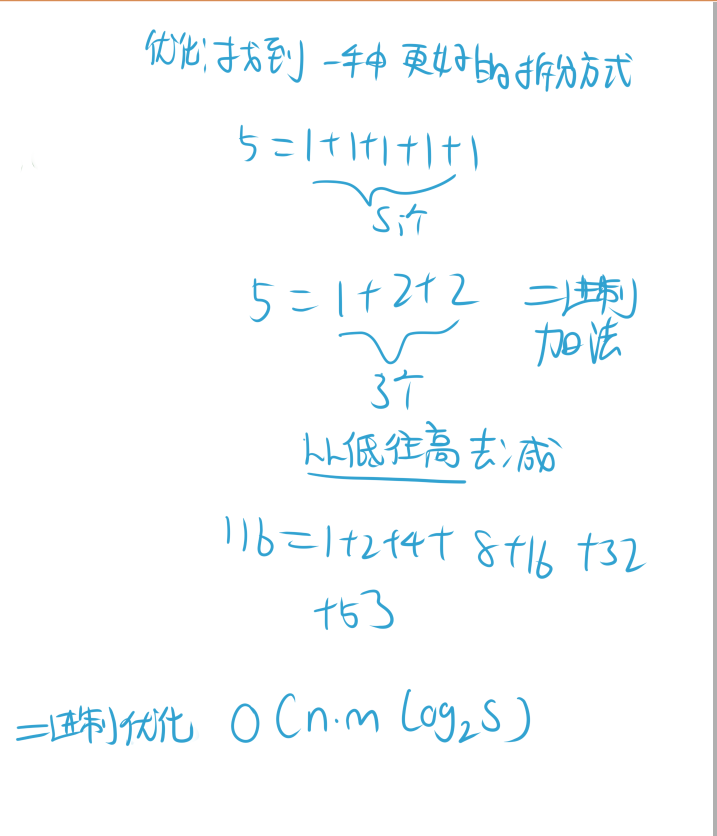 优化:找到一种更好的拆分方式
5=1+1+1+1+1
5个
5=1+2+2 二进制
加法
3个
从低往高去减
116=1+2+4+8+16+32
+53
二进制优化 O(n·m log₂S)